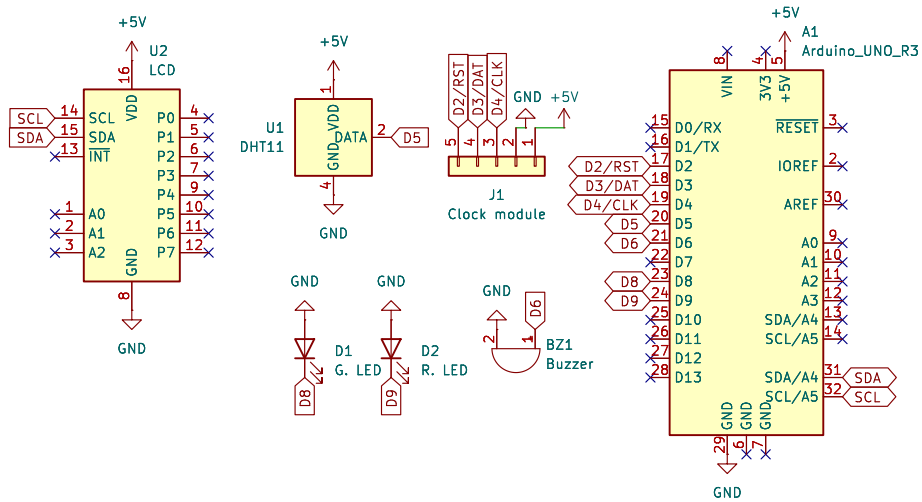 +5V
U2
LCD
16
VDD
SCL
14
SCL
P0
4
SDA
15
SDA
P1
5
13
INT
P2
6
P3
7
P4
9
1
A0
P5
10
2
A1
P6
11
3
A2
P7
12
GND
8
GND
+5V
1
VDD
U1
DHT11
DATA
2
D5
GND
4
GND
D2/RST
D3/DAT
D4/CLK
GND
+5V
5
4
3
2
1
J1
Clock module
GND
D1
G. LED
D8
GND
D2
R. LED
D9
GND
D6
2
1
BZ1
Buzzer
+5V
A1
Arduino_UNO_R3
8
4
5
VIN
3V3
+5V
15
D0/RX
RESET
3
16
D1/TX
D2/RST
17
D2
IOREF
2
D3/DAT
18
D3
D4/CLK
19
D4
AREF
30
D5
20
D5
D6
21
D6
A0
9
22
D7
A1
10
D8
23
D8
A2
11
D9
24
D9
A3
12
25
D10
SDA/A4
13
26
D11
SCL/A5
14
27
D12
28
D13
SDA/A4
31
SDA
SCL/A5
32
SCL
GND
GND
GND
29
6
7
GND